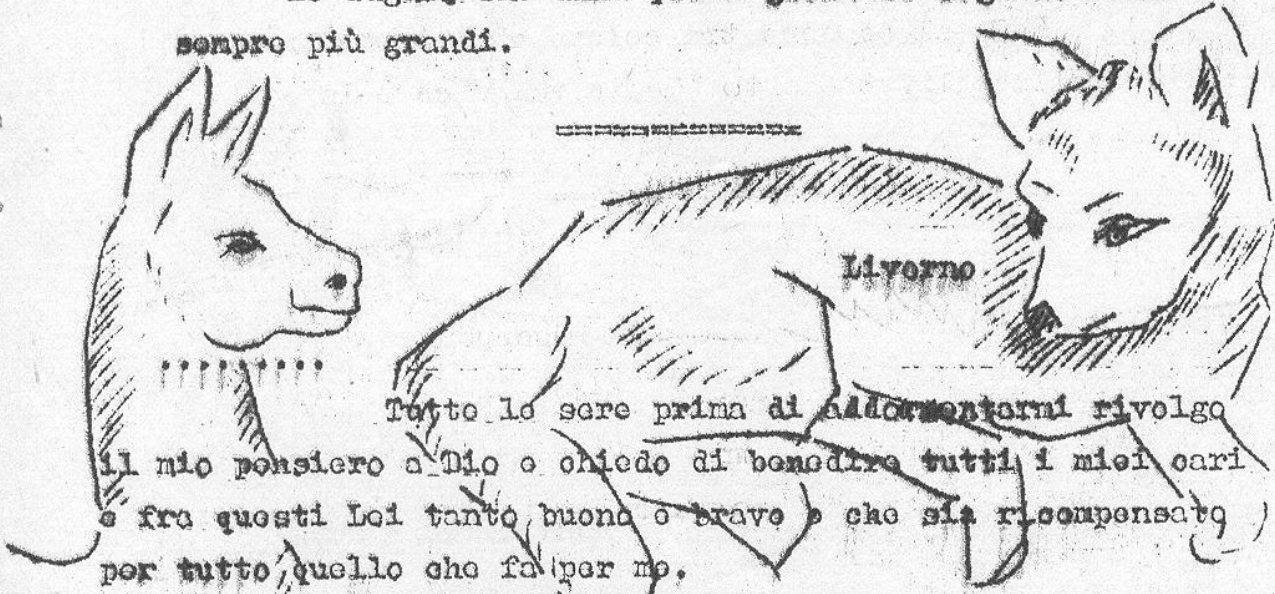 sempre più grandi.
==================
Livorno
........
Tutte le sere prima di addormentarmi rivolgo
il mio pensiero a Dio e chiedo di benedire tutti i miei cari
e fra questi Lei tanto buono e bravo e che sia ricompensato
per tutto quello che fa per me.